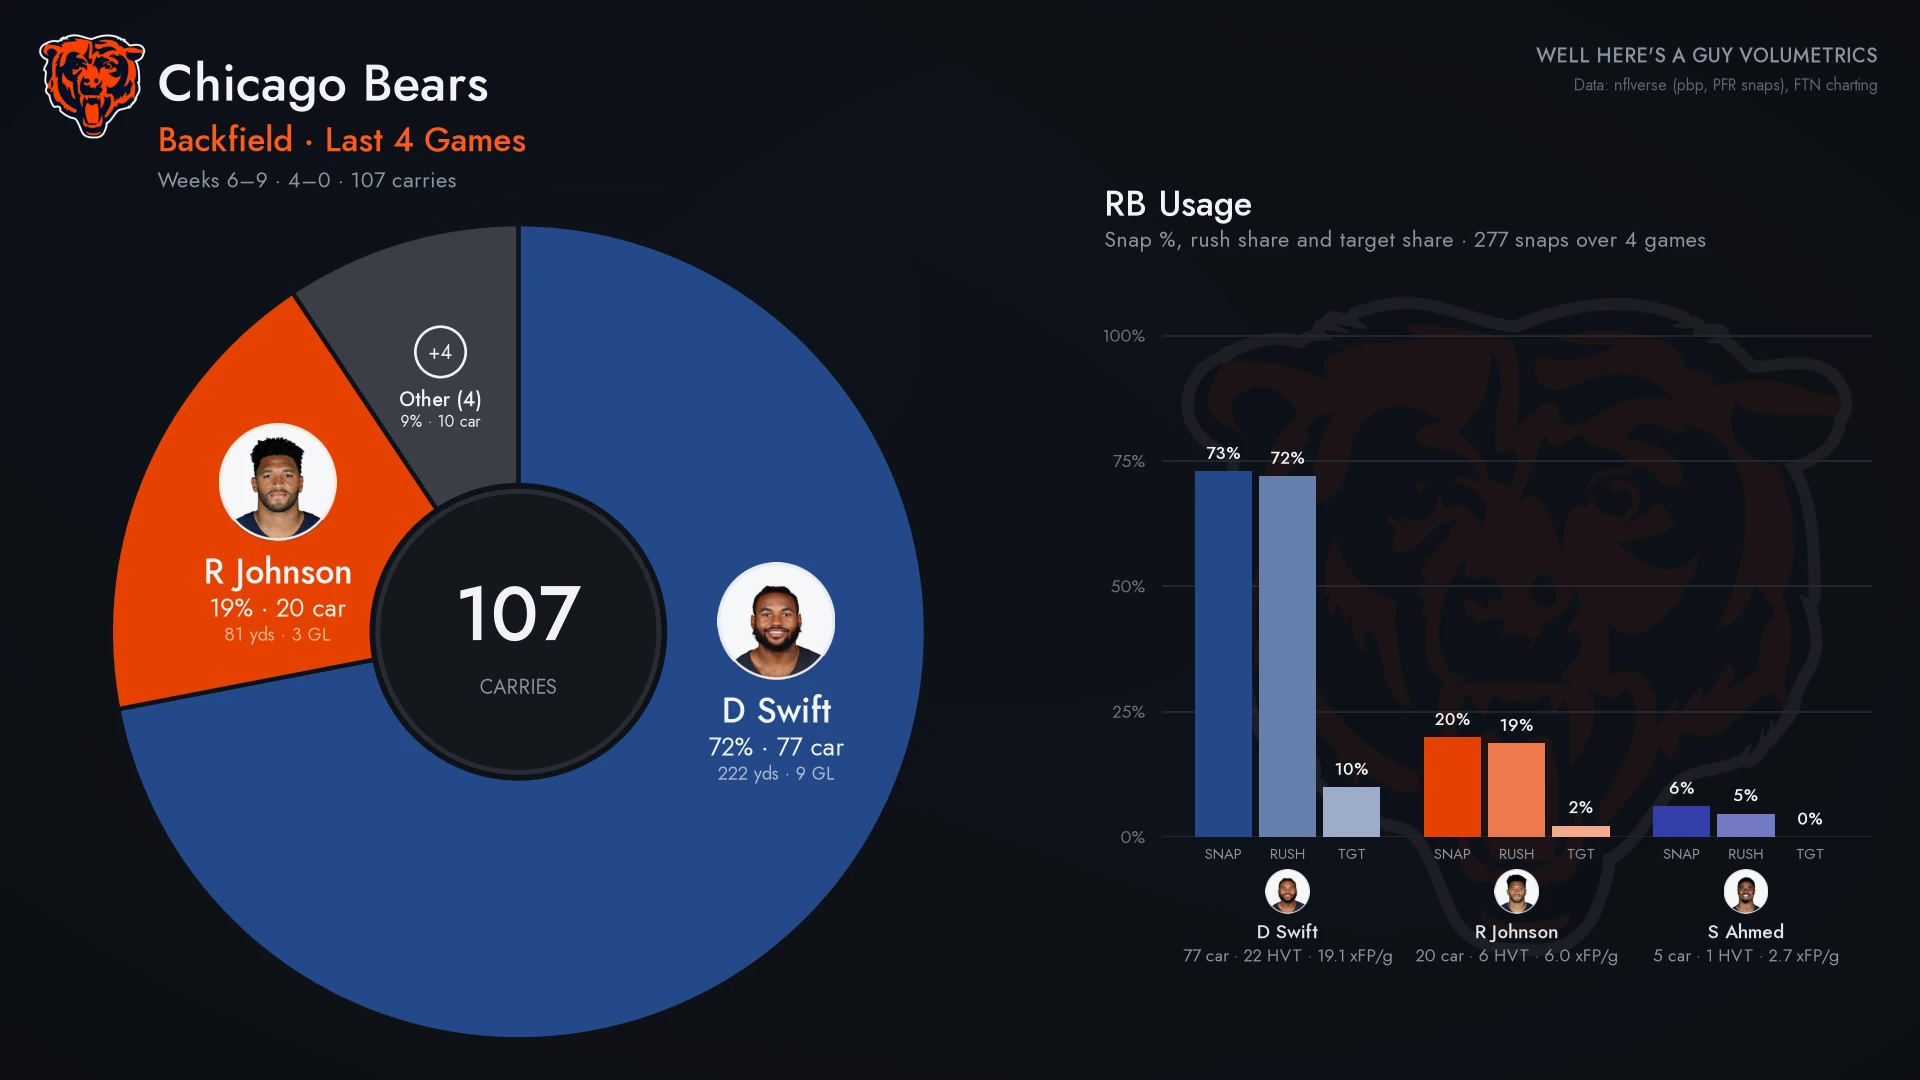 Chicago Bears
Backfield · Last 4 Games
Weeks 6–9 · 4–0 · 107 carries
WELL HERE'S A GUY VOLUMETRICS
Data: nflverse (pbp, PFR snaps), FTN charting
+4
Other (4)
9% · 10 car
R Johnson
19% · 20 car
81 yds · 3 GL
107
CARRIES
D Swift
72% · 77 car
222 yds · 9 GL
RB Usage
Snap %, rush share and target share · 277 snaps over 4 games
100%
75%
50%
25%
0%
73% 72% 10% 20% 19% 2% 6% 5% 0%
SNAP RUSH TGT SNAP RUSH TGT SNAP RUSH TGT
D Swift R Johnson S Ahmed
77 car · 22 HVT · 19.1 xFP/g 20 car · 6 HVT · 6.0 xFP/g 5 car · 1 HVT · 2.7 xFP/g